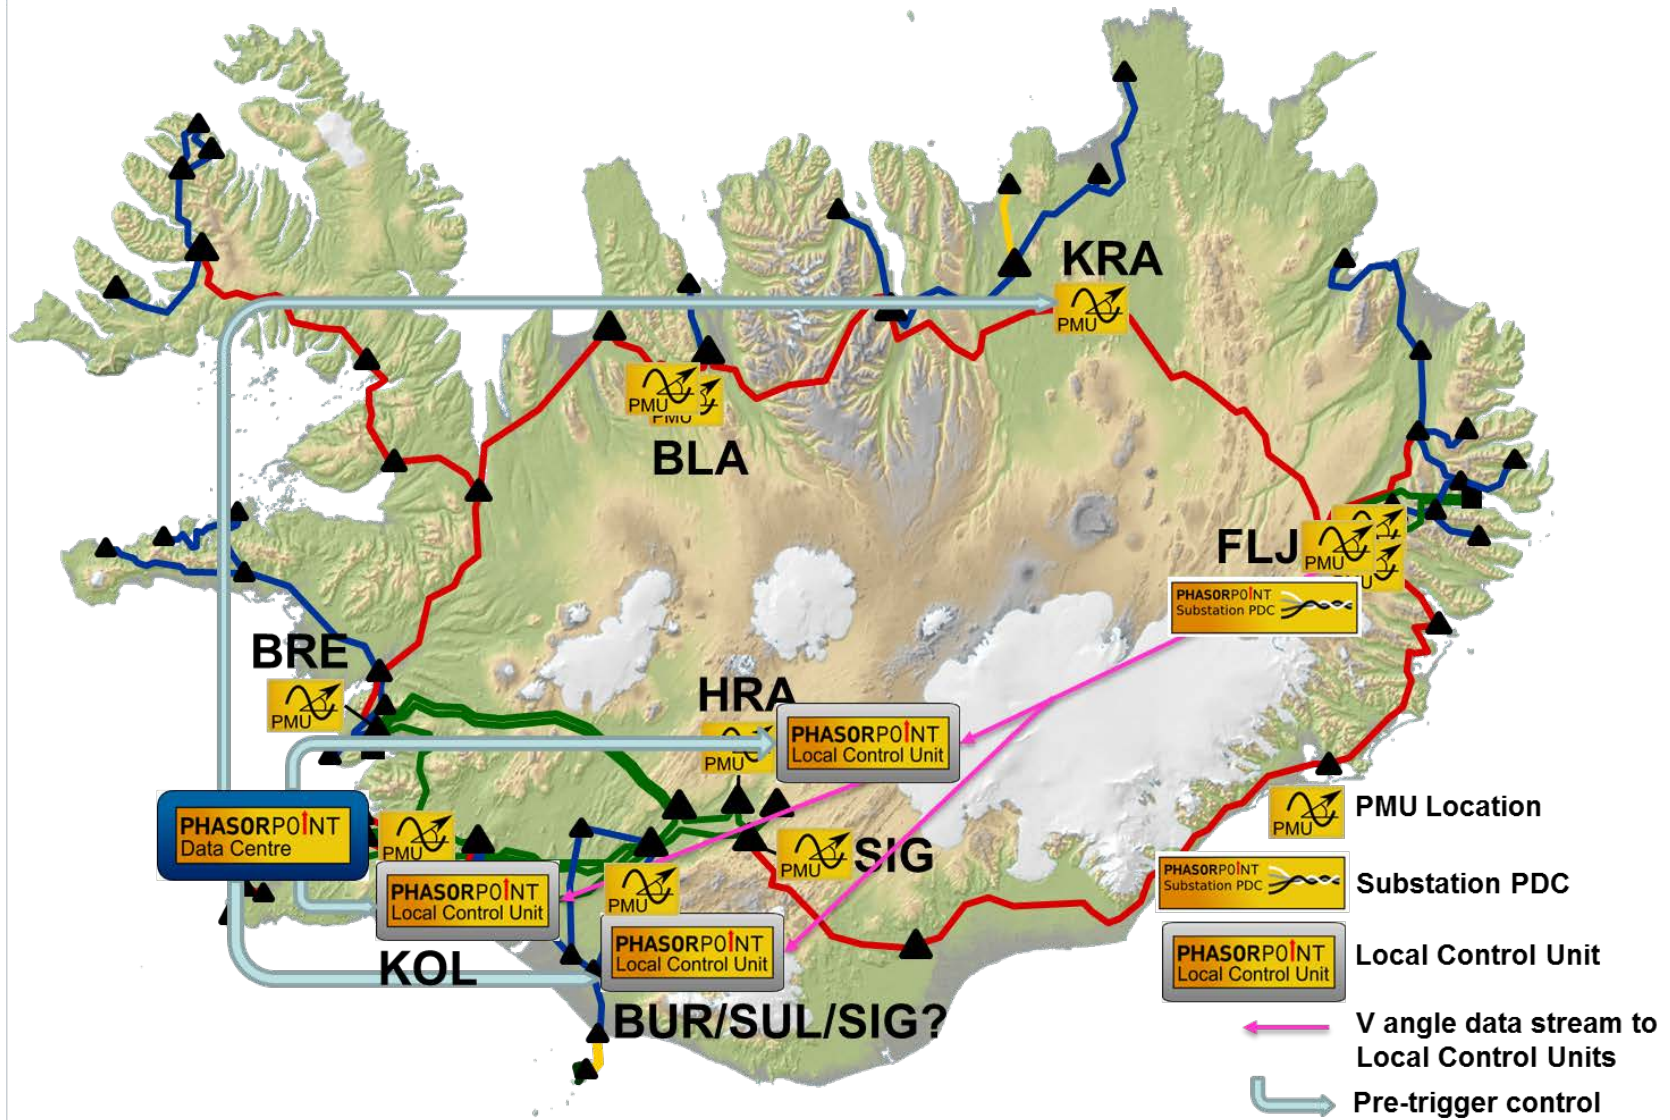 KRA
PMU
PMU
PMU
BLA
FLJ
PMU
PMU
PHASORPOINT
Substation PDC
BRE
PMU
HRA
PMU
PHASORPOINT
Local Control Unit
PHASORPOINT
Data Centre
PMU
PMU
SIG
PHASORPOINT
Local Control Unit
PMU
KOL
PHASORPOINT
Local Control Unit
BUR/SUL/SIG?
PMU
PMU Location
PHASORPOINT
Substation PDC
Substation PDC
PHASORPOINT
Local Control Unit
Local Control Unit
V angle data stream to
Local Control Units
Pre-trigger control